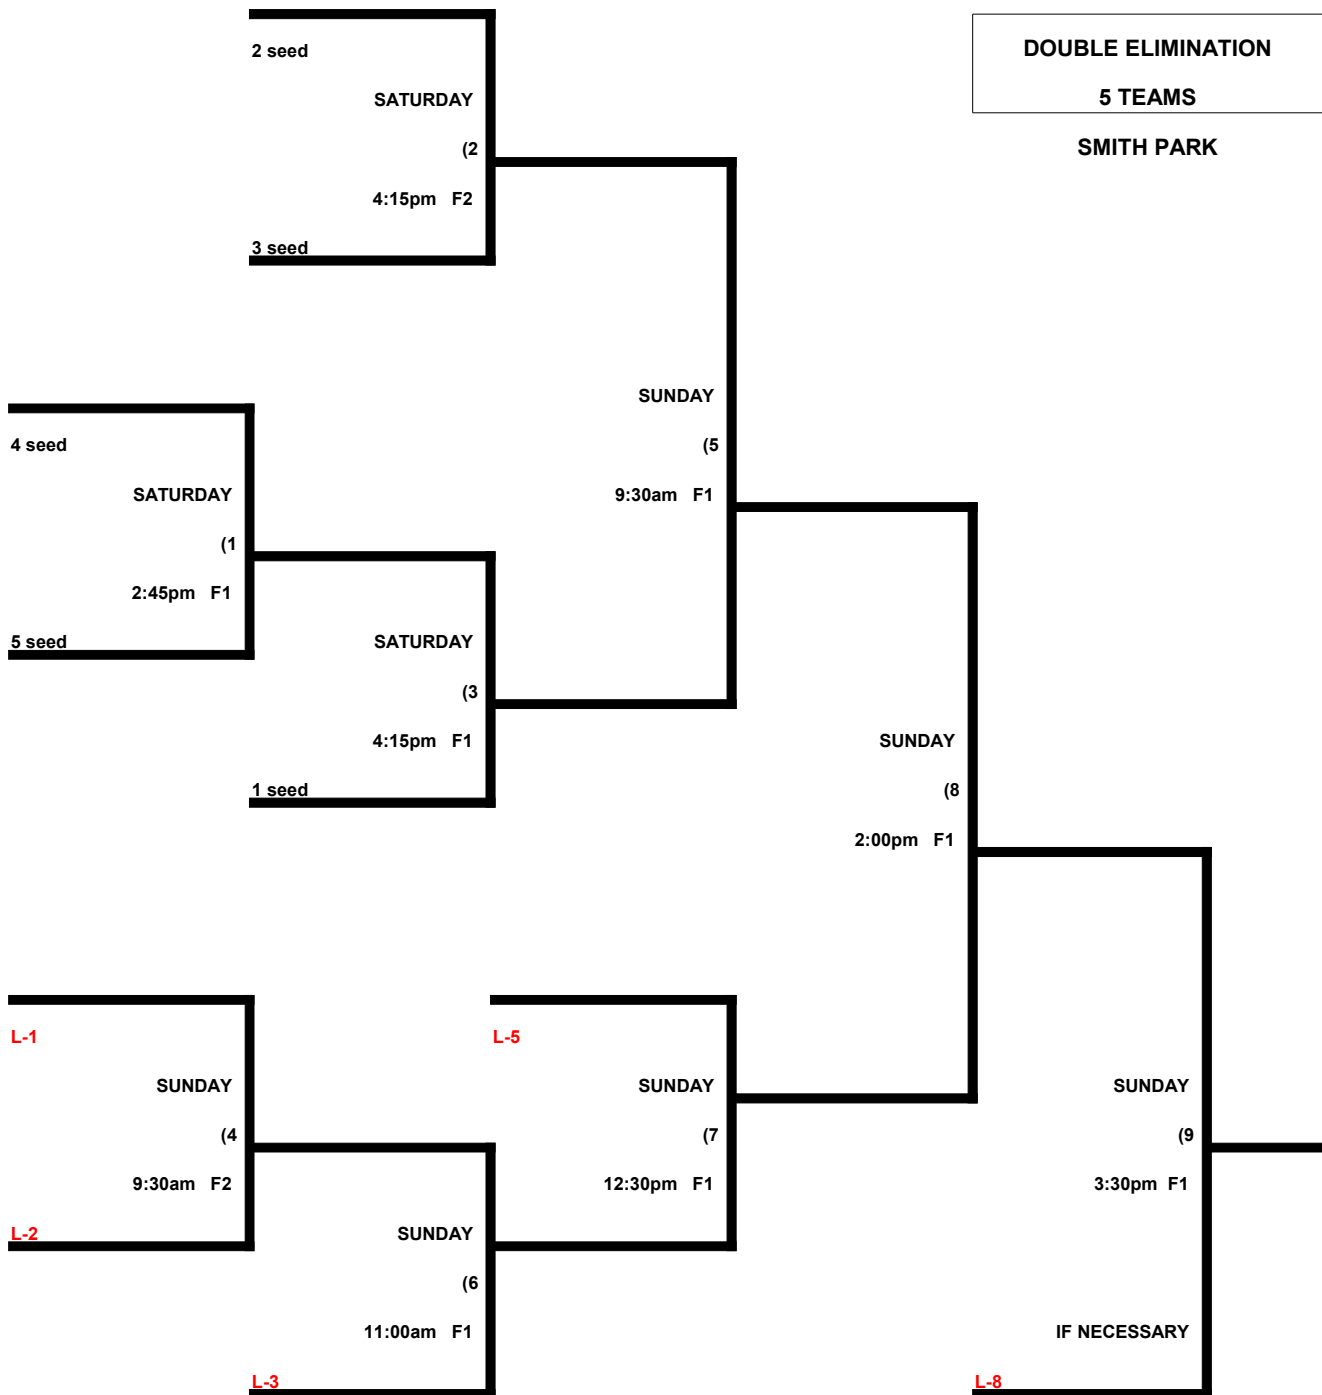 DOUBLE ELIMINATION
5 TEAMS
SMITH PARK
2 seed
SATURDAY
(2
4:15pm F2
3 seed
SUNDAY
(5
9:30am F1
4 seed
SATURDAY
(1
2:45pm F1
5 seed
SATURDAY
(3
4:15pm F1
1 seed
SUNDAY
(8
2:00pm F1
L-1
SUNDAY
(4
9:30am F2
L-2
L-5
SUNDAY
(7
12:30pm F1
SUNDAY
(6
11:00am F1
L-3
SUNDAY
(9
3:30pm F1
IF NECESSARY
L-8